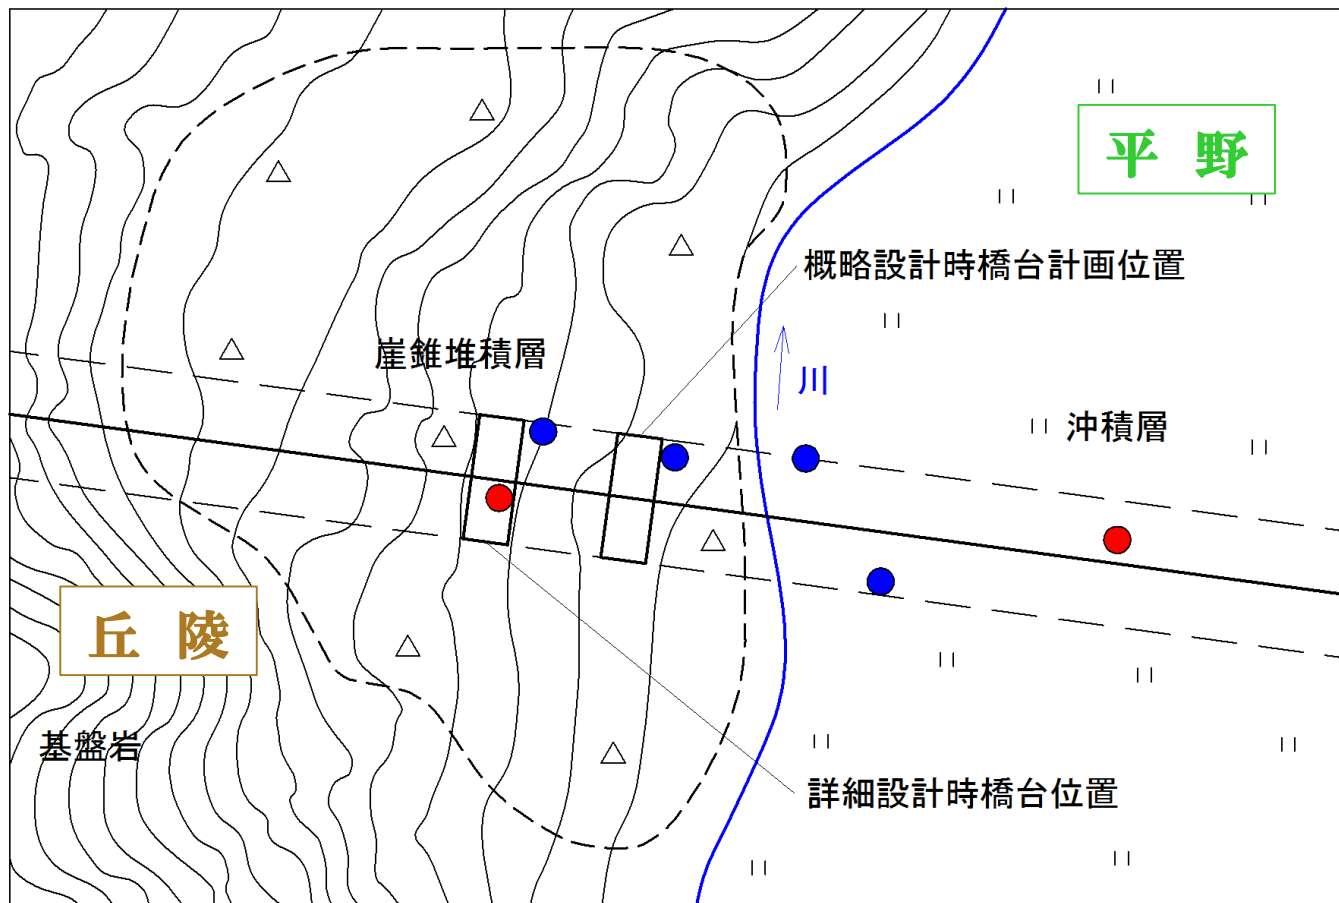 平 野
概略設計時橋台計画位置
崖錐堆積層
川
沖積層
丘 陵
基盤岩
詳細設計時橋台位置